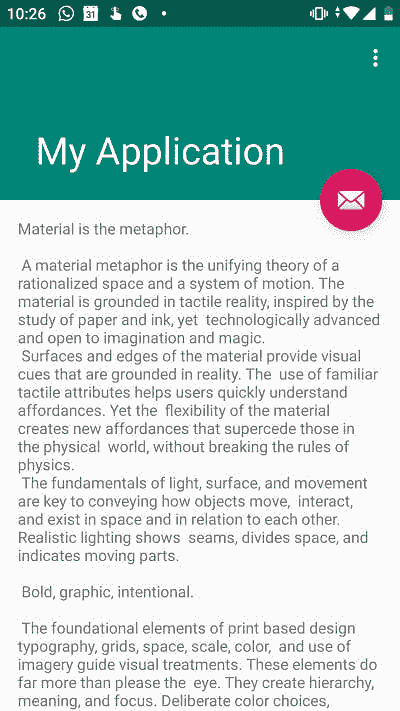 10:26
31
My Application
Material is the metaphor.
A material metaphor is the unifying theory of a
rationalized space and a system of motion. The
material is grounded in tactile reality, inspired by the
study of paper and ink, yet  technologically advanced
and open to imagination and magic.
Surfaces and edges of the material provide visual
cues that are grounded in reality. The  use of familiar
tactile attributes helps users quickly understand
affordances. Yet the  flexibility of the material
creates new affordances that supercede those in
the physical  world, without breaking the rules of
physics.
The fundamentals of light, surface, and movement
are key to conveying how objects move,  interact,
and exist in space and in relation to each other.
Realistic lighting shows  seams, divides space, and
indicates moving parts.
Bold, graphic, intentional.
The foundational elements of print based design
typography, grids, space, scale, color,  and use of
imagery guide visual treatments. These elements do
far more than please the  eye. They create hierarchy,
meaning, and focus. Deliberate color choices,